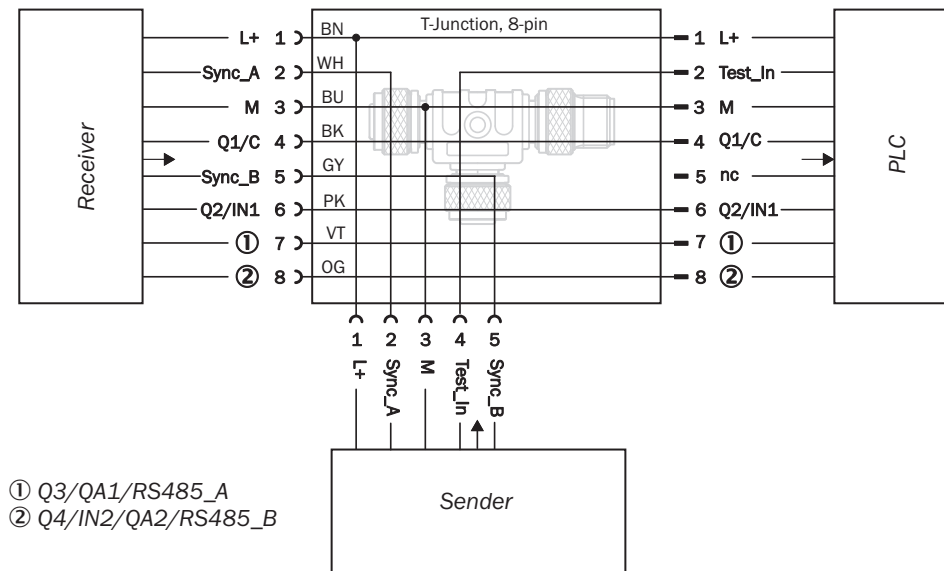 T-Junction, 8-pin
L+ 1 BN 1 L+
Sync_A 2 WH 2 Test_In
M 3 BU 3 M
Q1/C 4 BK 4 Q1/C
Sync_B 5 GY 5 nc
Q2/IN1 6 PK 6 Q2/IN1
① 7 VT 7 ①
② 8 OG 8 ②
Receiver
PLC
1 2 3 4 5
L+ Sync_A M Test_In Sync_B
Sender
① Q3/QA1/RS485_A
② Q4/IN2/QA2/RS485_B